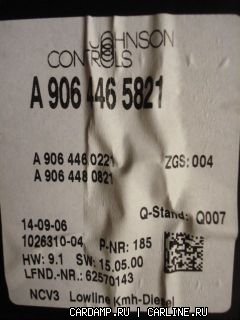 JOHNSON
CONTROLS
A 906 446 5821
A 906 446 0221 ZGS: 004
A 906 448 0821
Q-Stand: Q007
14-09-06
1026310-04 P-NR: 185
HW: 9.1 SW: 15.05.00
LFND.-NR.: 62570143
NCV3 Lowline Kmh-Diesel
CARDAMP.RU | CARLINE.RU